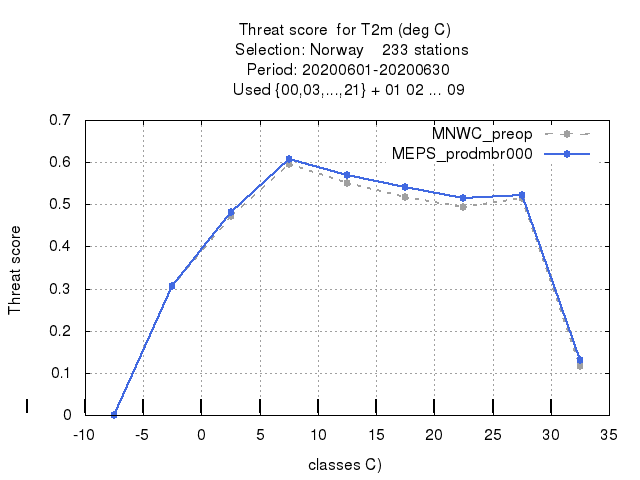 Threat score  for T2m (deg C)
Selection: Norway    233 stations
Period: 20200601-20200630
Used {00,03,...,21} + 01 02 ... 09
MNWC_preop
MEPS_prodmbr000
Threat score
0.7
0.6
0.5
0.4
0.3
0.2
0.1
0
-10 -5 0 5 10 15 20 25 30 35
classes C)